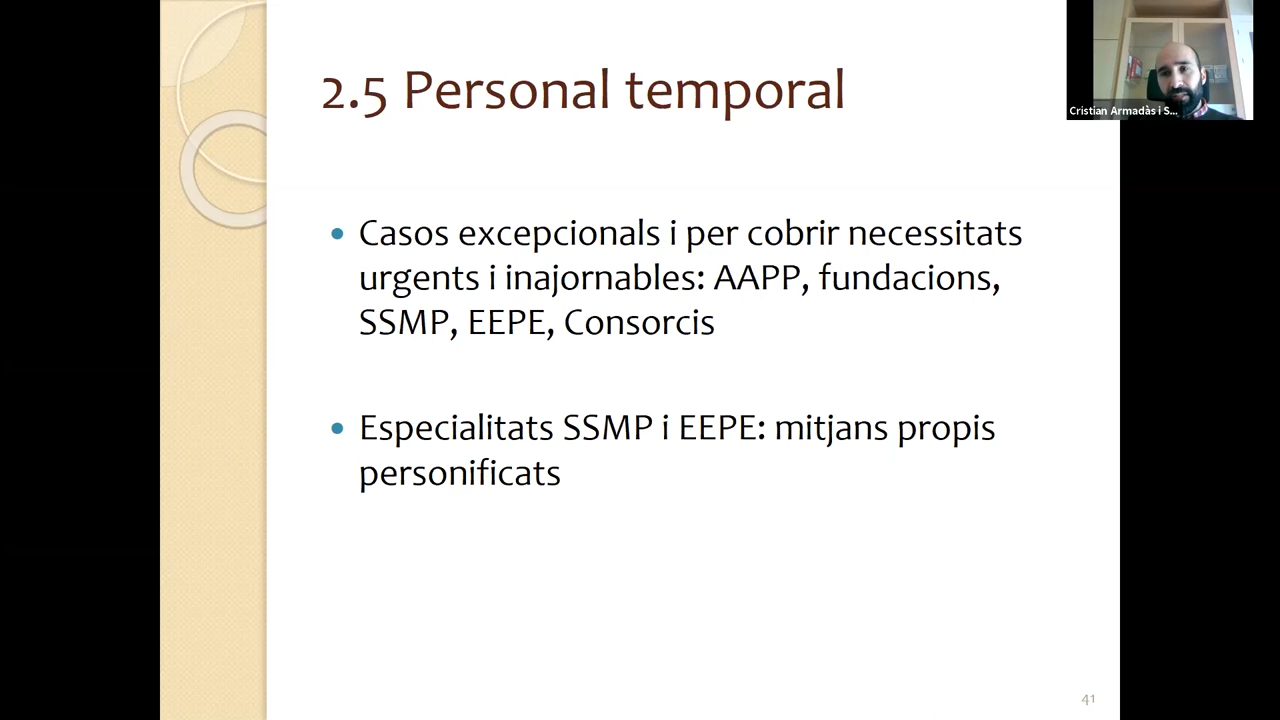 2.5 Personal temporal
Cristian Armadàs i S...
• Casos excepcionals i per cobrir necessitats
urgents i inajornables: AAPP, fundacions,
SSMP, EEPE, Consorcis
• Especialitats SSMP i EEPE: mitjans propis
personificats
41